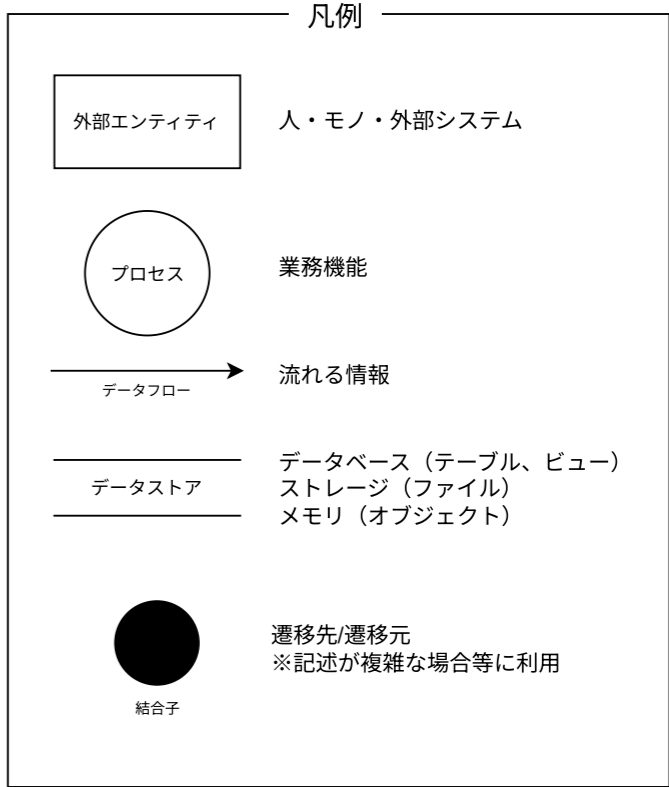 凡例
外部エンティティ
人・モノ・外部システム
プロセス
業務機能
データフロー
流れる情報
データストア
データベース（テーブル、ビュー）
ストレージ（ファイル）
メモリ（オブジェクト）
遷移先/遷移元
※記述が複雑な場合等に利用
結合子